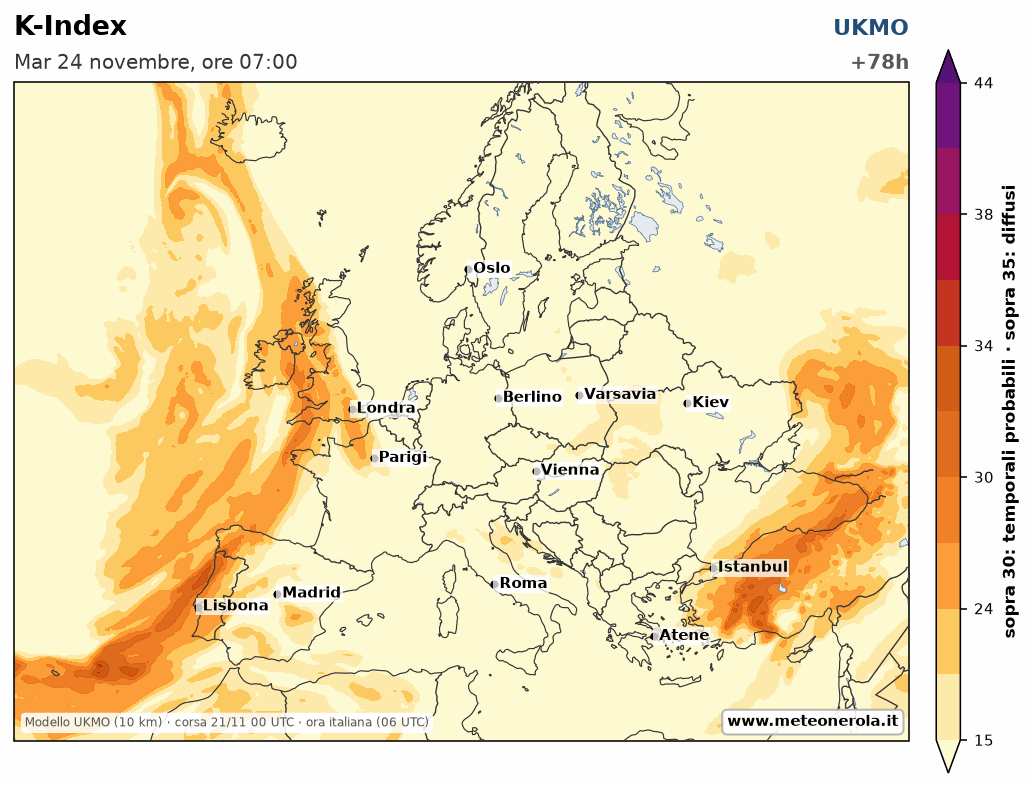 K-Index
UKMO
Mar 24 novembre, ore 07:00
+78h
44
38
34
30
24
15
sopra 30: temporali probabili · sopra 35: diffusi
Oslo
Londra
Berlino
Varsavia
Kiev
Parigi
Vienna
Istanbul
Roma
Madrid
Lisbona
Atene
Modello UKMO (10 km) · corsa 21/11 00 UTC · ora italiana (06 UTC)
www.meteonerola.it